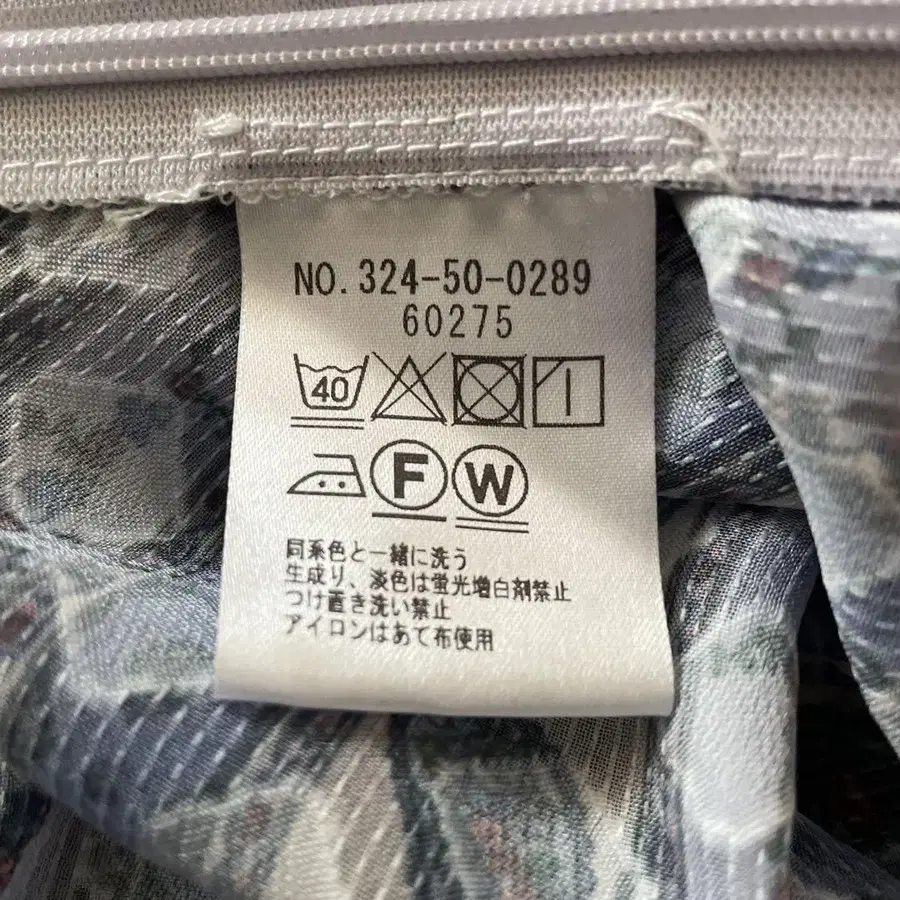 NO. 324-50-0289
60275
40
F W
同系色と一緒に洗う
生成り、淡色は蛍光増白剤禁止
つけ置き洗い禁止
アイロンはあて布使用